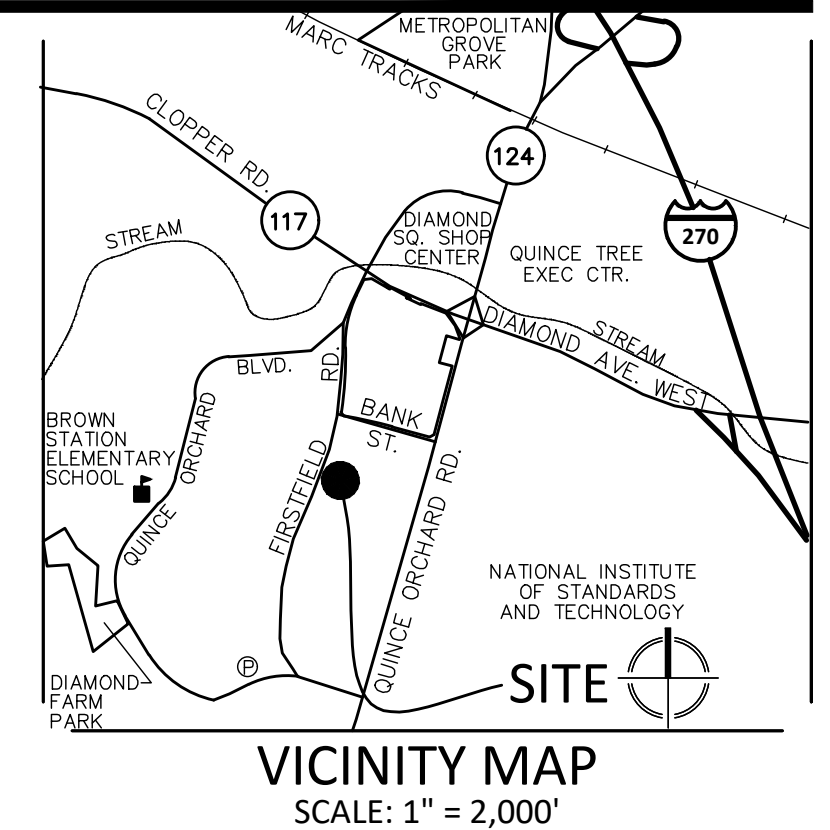 METROPOLITAN
GROVE
PARK
MARC TRACKS
124
CLOPPER RD.
117
DIAMOND
SQ. SHOP
CENTER
270
STREAM
QUINCE TREE
EXEC CTR.
STREAM
DIAMOND AVE. WEST
BLVD.
RD.
BANK
ST.
BROWN
STATION
ELEMENTARY
SCHOOL
ORCHARD
QUINCE
FIRSTFIELD
QUINCE ORCHARD RD.
NATIONAL INSTITUTE
OF STANDARDS
AND TECHNOLOGY
P
DIAMOND
FARM
PARK
SITE
VICINITY MAP
SCALE: 1" = 2,000'